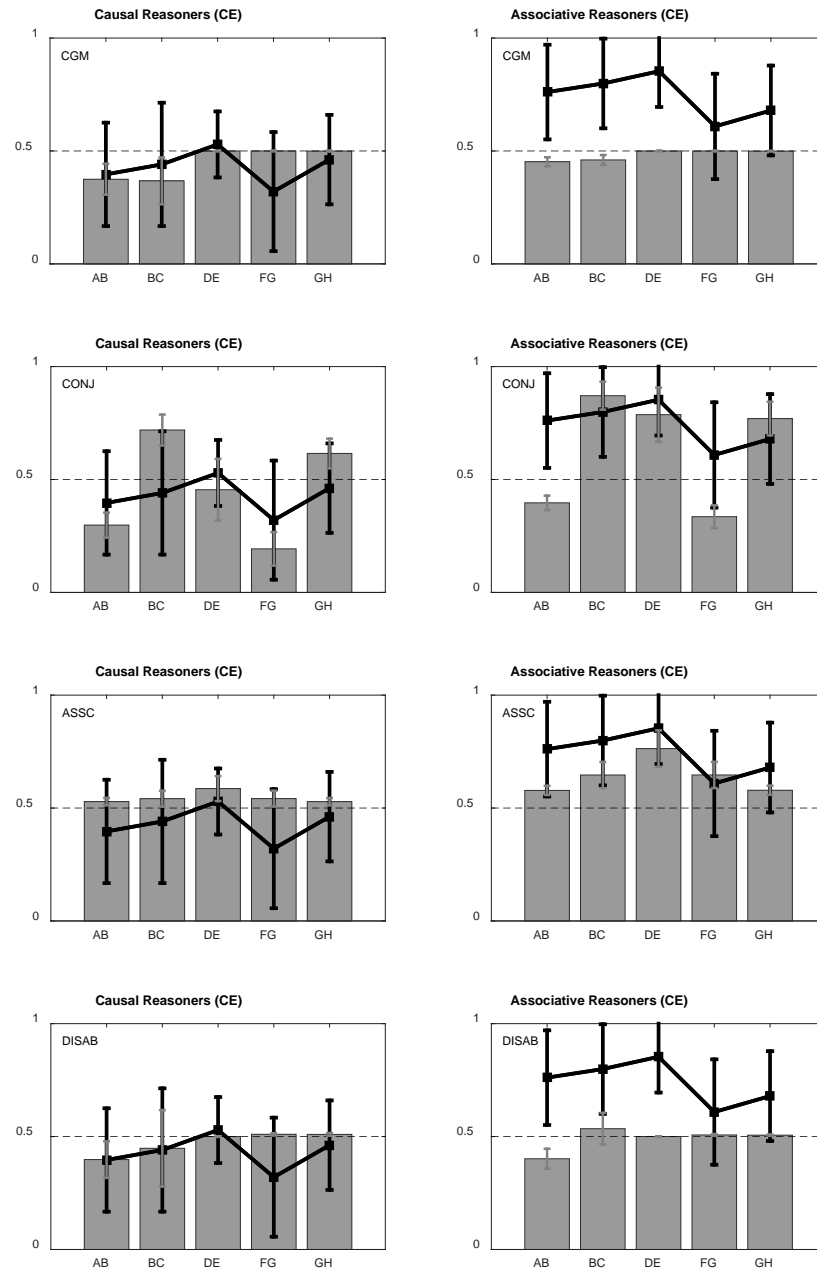 Causal Reasoners (CE)
1
CGM
0.5
0
AB BC DE FG GH
Associative Reasoners (CE)
1
CGM
0.5
0
AB BC DE FG GH
Causal Reasoners (CE)
1
CONJ
0.5
0
AB BC DE FG GH
Associative Reasoners (CE)
1
CONJ
0.5
0
AB BC DE FG GH
Causal Reasoners (CE)
1
ASSC
0.5
0
AB BC DE FG GH
Associative Reasoners (CE)
1
ASSC
0.5
0
AB BC DE FG GH
Causal Reasoners (CE)
1
DISAB
0.5
0
AB BC DE FG GH
Associative Reasoners (CE)
1
DISAB
0.5
0
AB BC DE FG GH